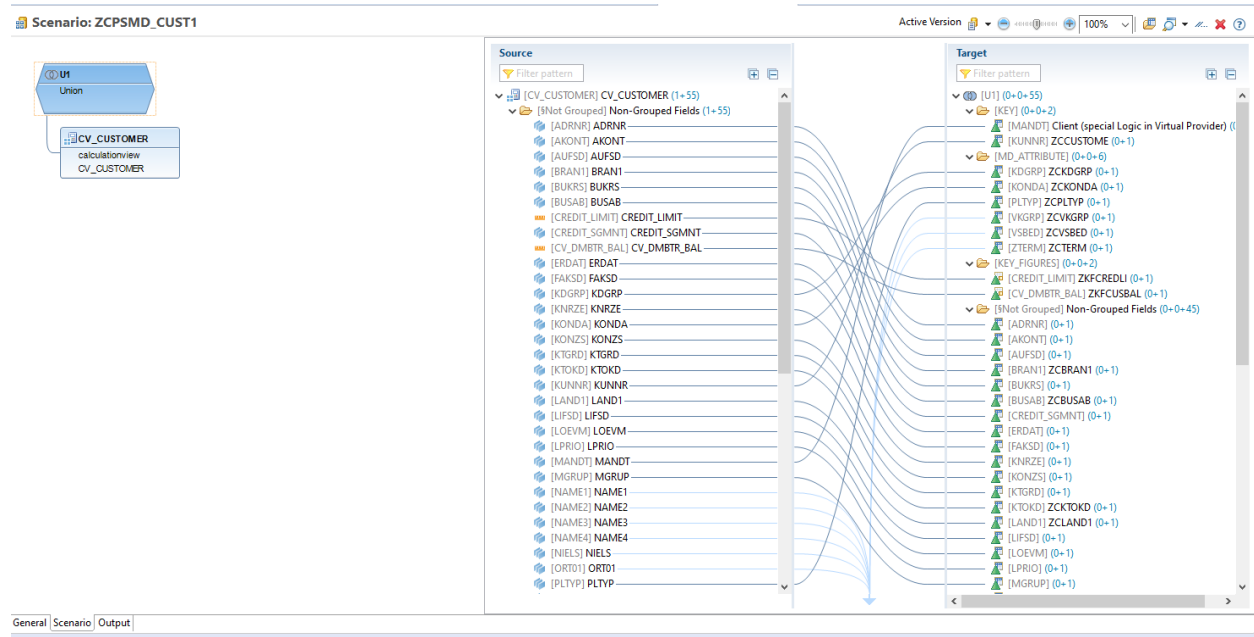 Scenario: ZCPSMD_CUST1
Active Version
100%
U1
Union
CV_CUSTOMER
calculationview
CV_CUSTOMER
Source
Filter pattern
[CV_CUSTOMER] CV_CUSTOMER (1+55)
[§Not Grouped] Non-Grouped Fields (1+55)
[ADRNR] ADRNR
[AKONT] AKONT
[AUFSD] AUFSD
[BRAN1] BRAN1
[BUKRS] BUKRS
[BUSAB] BUSAB
[CREDIT_LIMIT] CREDIT_LIMIT
[CREDIT_SGMNT] CREDIT_SGMNT
[CV_DMBTR_BAL] CV_DMBTR_BAL
[ERDAT] ERDAT
[FAKSD] FAKSD
[KDGRP] KDGRP
[KNRZE] KNRZE
[KONDA] KONDA
[KONZS] KONZS
[KTGRD] KTGRD
[KTOKD] KTOKD
[KUNNR] KUNNR
[LAND1] LAND1
[LIFSD] LIFSD
[LOEVM] LOEVM
[LPRIO] LPRIO
[MANDT] MANDT
[MGRUP] MGRUP
[NAME1] NAME1
[NAME2] NAME2
[NAME3] NAME3
[NAME4] NAME4
[NIELS] NIELS
[ORT01] ORT01
[PLTYP] PLTYP
Target
Filter pattern
[U1] (0+0+55)
[KEY] (0+0+2)
[MANDT] Client (special Logic in Virtual Provider) (0
[KUNNR] ZCCUSTOME (0+1)
[MD_ATTRIBUTE] (0+0+6)
[KDGRP] ZCKDGRP (0+1)
[KONDA] ZCKONDA (0+1)
[PLTYP] ZCPLTYP (0+1)
[VKGRP] ZCVKGRP (0+1)
[VSBED] ZCVSBED (0+1)
[ZTERM] ZCTERM (0+1)
[KEY_FIGURES] (0+0+2)
[CREDIT_LIMIT] ZKFCREDLI (0+1)
[CV_DMBTR_BAL] ZKFCUSBAL (0+1)
[§Not Grouped] Non-Grouped Fields (0+0+45)
[ADRNR] (0+1)
[AKONT] (0+1)
[AUFSD] (0+1)
[BRAN1] ZCBRAN1 (0+1)
[BUKRS] (0+1)
[BUSAB] ZCBUSAB (0+1)
[CREDIT_SGMNT] (0+1)
[ERDAT] (0+1)
[FAKSD] (0+1)
[KNRZE] (0+1)
[KONZS] (0+1)
[KTGRD] (0+1)
[KTOKD] ZCKTOKD (0+1)
[LAND1] ZCLAND1 (0+1)
[LIFSD] (0+1)
[LOEVM] (0+1)
[LPRIO] (0+1)
[MGRUP] (0+1)
General Scenario Output